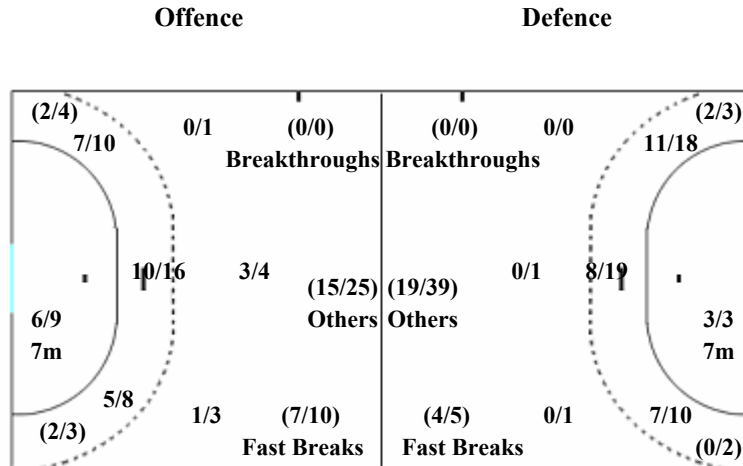 Offence Defence
(2/4) 0/1 (0/0) (0/0) 0/0 (2/3)
7/10 11/18
Breakthroughs Breakthroughs
10/16 3/4 0/1 8/19
(15/25) (19/39)
6/9 Others Others 3/3
7m 7m
5/8
1/3 (7/10) (4/5) 0/1 7/10
(2/3) Fast Breaks Fast Breaks (0/2)